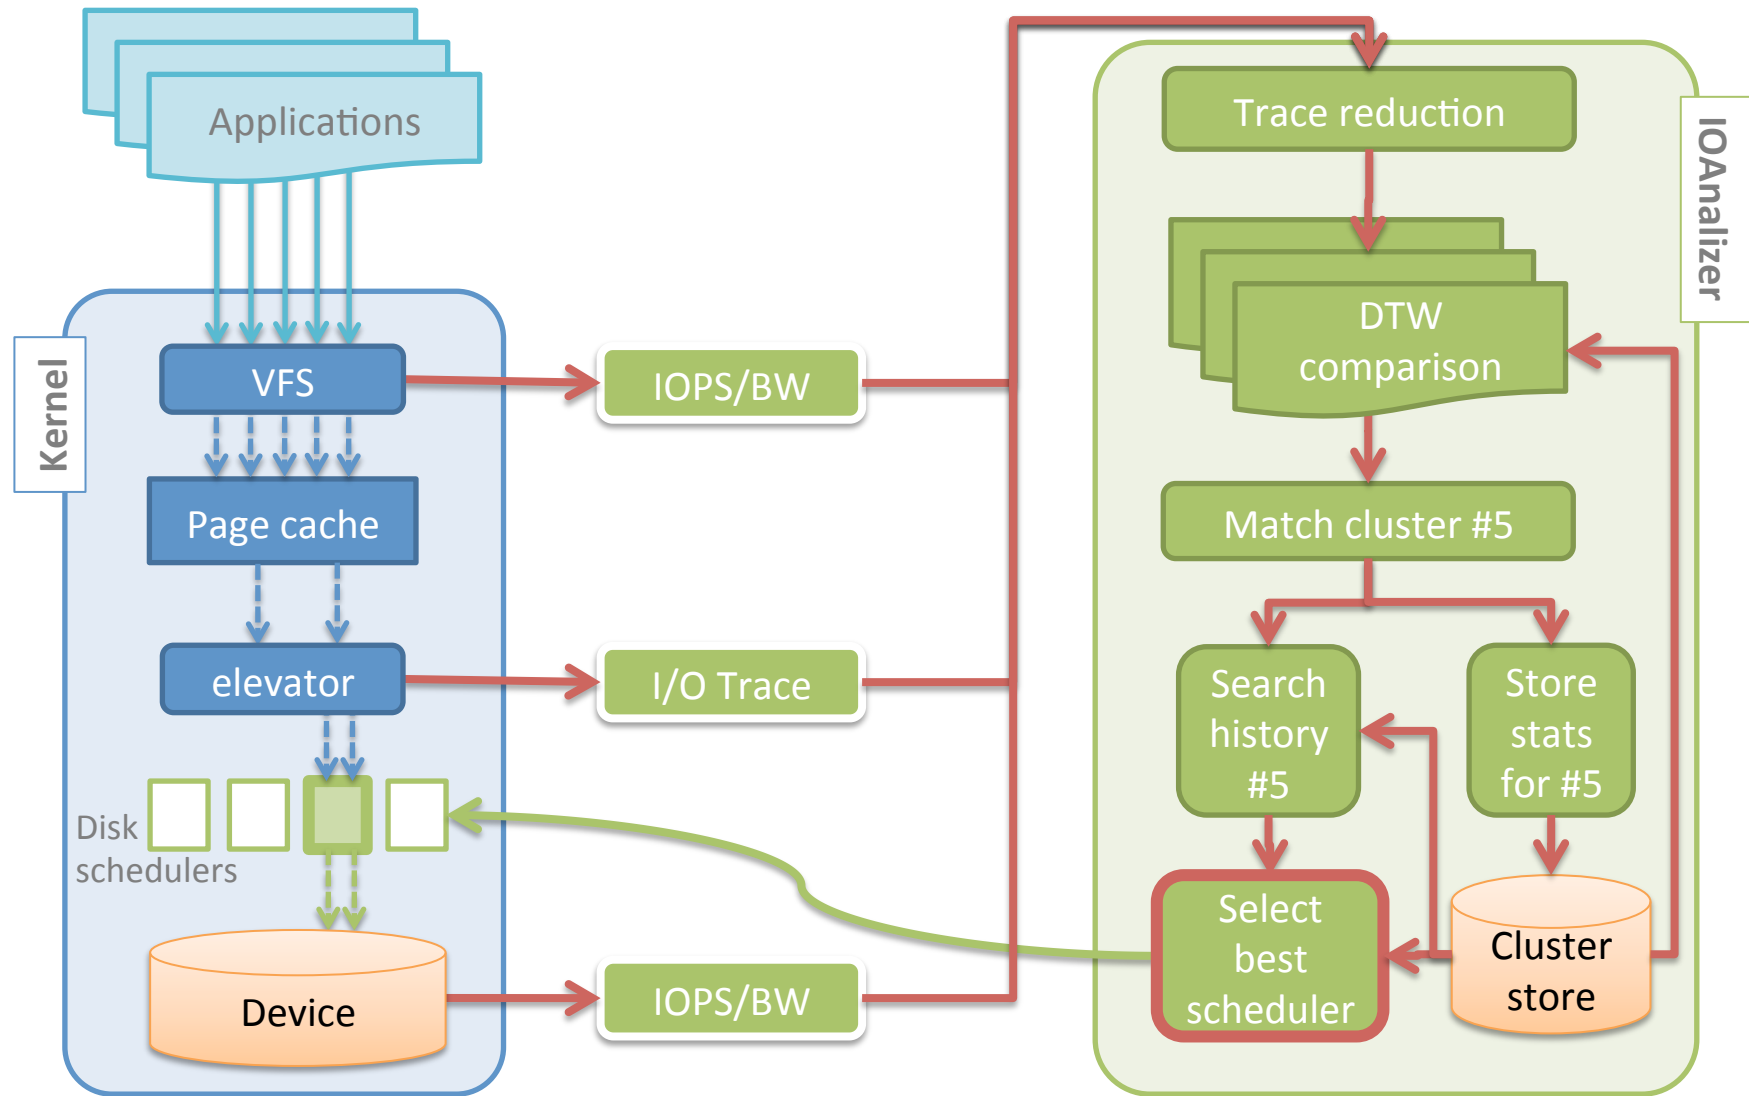 Applications
Kernel
VFS
Page cache
elevator
Disk
schedulers
Device
IOPS/BW
I/O Trace
IOPS/BW
IOAnalizer
Trace reduction
DTW
comparison
Match cluster #5
Search
history
#5
Store
stats
for #5
Select
best
scheduler
Cluster
store